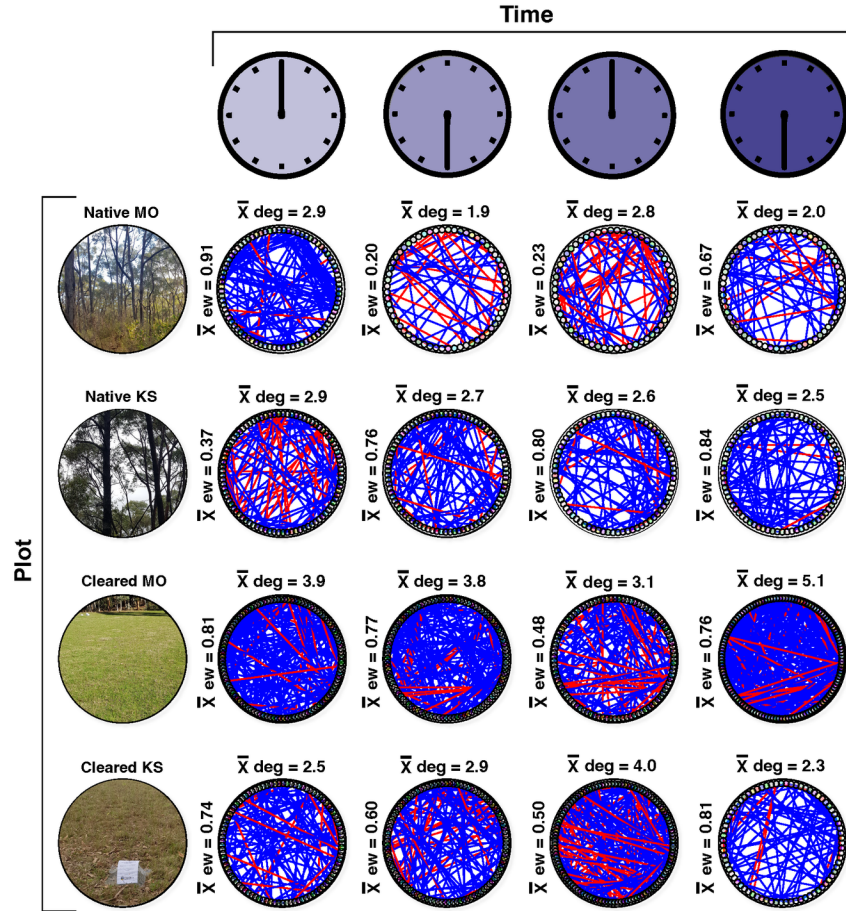 Time
Plot
Native MO
X̄ deg = 2.9
X̄ deg = 1.9
X̄ deg = 2.8
X̄ deg = 2.0
X̄ ew = 0.91
X̄ ew = 0.20
X̄ ew = 0.23
X̄ ew = 0.67
Native KS
X̄ deg = 2.9
X̄ deg = 2.7
X̄ deg = 2.6
X̄ deg = 2.5
X̄ ew = 0.37
X̄ ew = 0.76
X̄ ew = 0.80
X̄ ew = 0.84
Cleared MO
X̄ deg = 3.9
X̄ deg = 3.8
X̄ deg = 3.1
X̄ deg = 5.1
X̄ ew = 0.81
X̄ ew = 0.77
X̄ ew = 0.48
X̄ ew = 0.76
Cleared KS
X̄ deg = 2.5
X̄ deg = 2.9
X̄ deg = 4.0
X̄ deg = 2.3
X̄ ew = 0.74
X̄ ew = 0.60
X̄ ew = 0.50
X̄ ew = 0.81